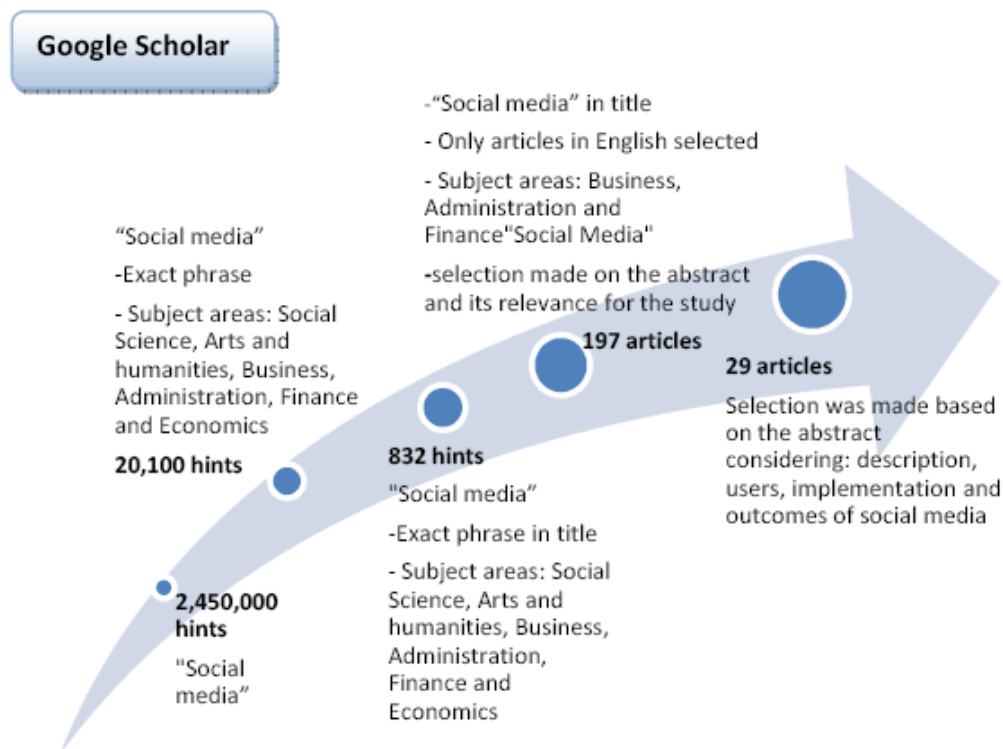 Google Scholar
2,450,000
hints
"Social
media”
“Social media”
-Exact phrase
- Subject areas: Social
Science, Arts and
humanities, Business,
Administration, Finance
and Economics
20,100 hints
832 hints
"Social media”
-Exact phrase in title
- Subject areas: Social
Science, Arts and
humanities, Business,
Administration,
Finance and
Economics
-“Social media” in title
- Only articles in English selected
- Subject areas: Business,
Administration and
Finance"Social Media"
-selection made on the abstract
and its relevance for the study
197 articles
29 articles
Selection was made based
on the abstract
considering: description,
users, implementation and
outcomes of social media